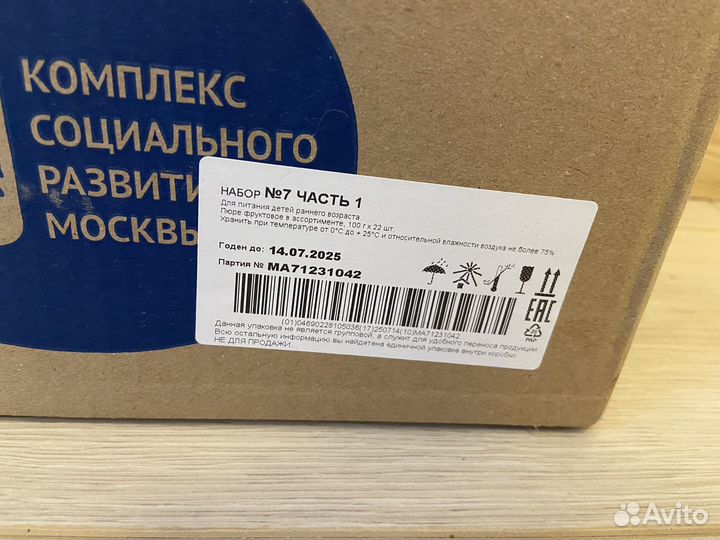 КОМПЛЕКС
СОЦИАЛЬНОГО
РАЗВИТИ
МОСКВЫ
НАБОР №7 ЧАСТЬ 1
Для питания детей раннего возраста.
Пюре фруктовое в ассортименте, 100 г х 22 шт
Хранить при температуре от 0°C до + 25°C и относительной влажности воздуха не более 75%
Годен до: 14.07.2025
Партия № MA71231042
(01)04690228105036(17)250714(10)MA71231042
EAC
PAP
Данная упаковка не является групповой, а служит для удобного переноса продукции.
Всю остальную информацию вы найдете на единичной упаковке внутри коробки.
НЕ ДЛЯ ПРОДАЖИ
Avito